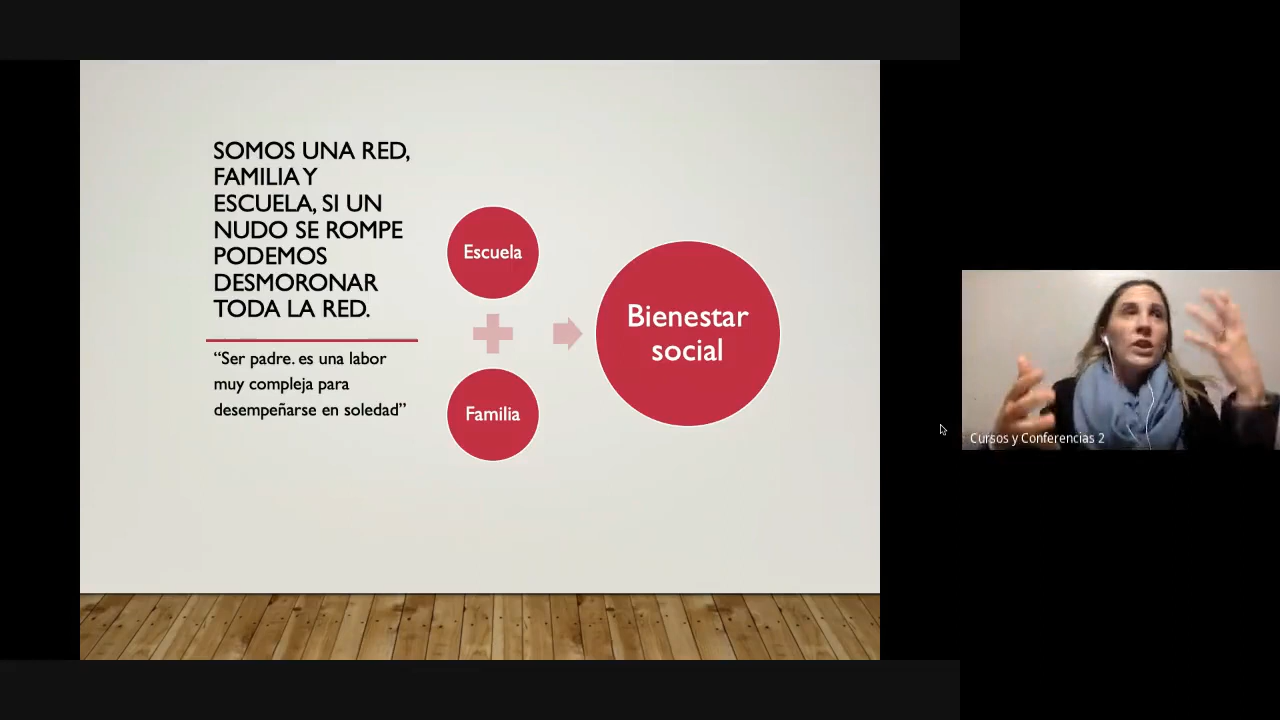 SOMOS UNA RED,
FAMILIA Y
ESCUELA, SI UN
NUDO SE ROMPE
PODEMOS
DESMORONAR
TODA LA RED.
“Ser padre. es una labor
muy compleja para
desempeñarse en soledad”
Escuela
Familia
Bienestar
social
Cursos y Conferencias 2